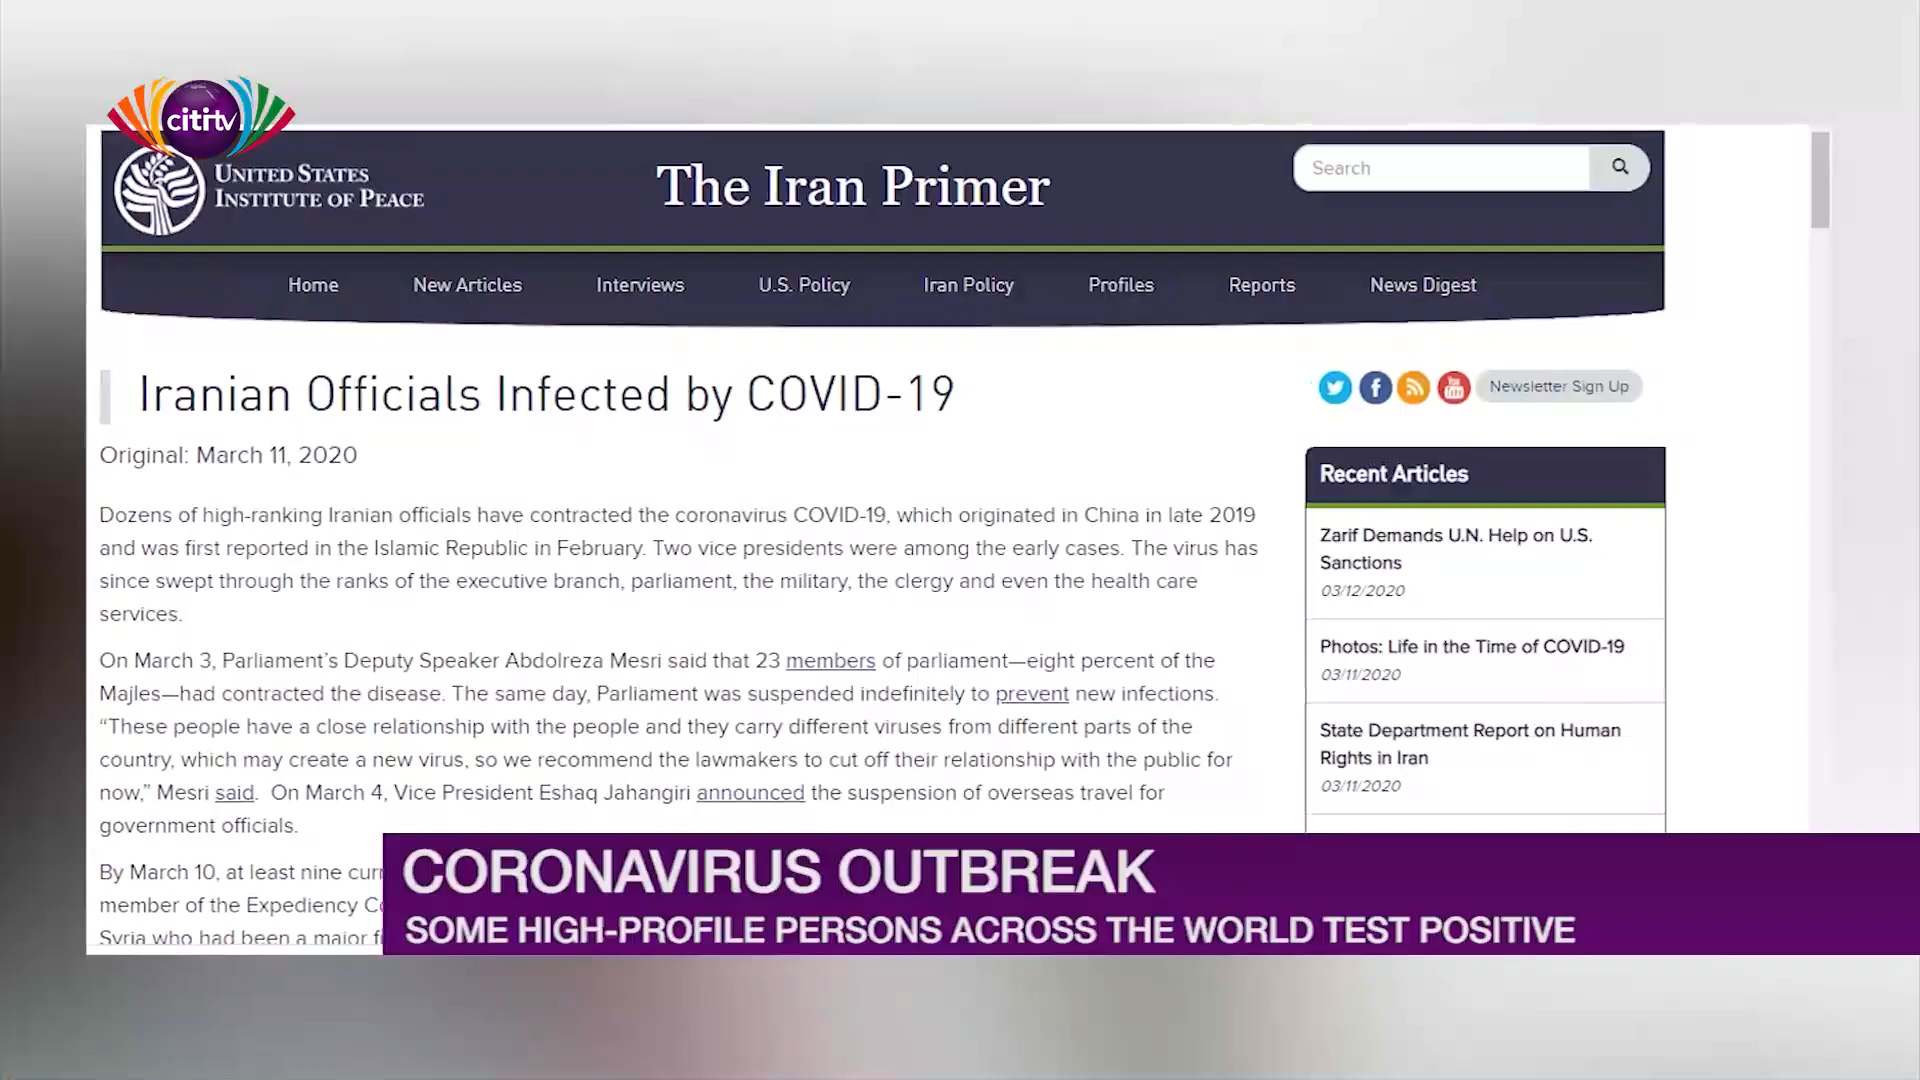 citi tv
UNITED STATES
INSTITUTE OF PEACE
The Iran Primer
Search
Home New Articles Interviews U.S. Policy Iran Policy Profiles Reports News Digest
Iranian Officials Infected by COVID-19
Newsletter Sign Up
Original: March 11, 2020
Dozens of high-ranking Iranian officials have contracted the coronavirus COVID-19, which originated in China in late 2019
and was first reported in the Islamic Republic in February. Two vice presidents were among the early cases. The virus has
since swept through the ranks of the executive branch, parliament, the military, the clergy and even the health care
services.
On March 3, Parliament's Deputy Speaker Abdolreza Mesri said that 23 members of parliament—eight percent of the
Majles—had contracted the disease. The same day, Parliament was suspended indefinitely to prevent new infections.
“These people have a close relationship with the people and they carry different viruses from different parts of the
country, which may create a new virus, so we recommend the lawmakers to cut off their relationship with the public for
now,” Mesri said. On March 4, Vice President Eshaq Jahangiri announced the suspension of overseas travel for
government officials.
By March 10, at least nine curr
member of the Expediency Co
Syria who had been a major fi
Recent Articles
Zarif Demands U.N. Help on U.S.
Sanctions
03/12/2020
Photos: Life in the Time of COVID-19
03/11/2020
State Department Report on Human
Rights in Iran
03/11/2020
CORONAVIRUS OUTBREAK
SOME HIGH-PROFILE PERSONS ACROSS THE WORLD TEST POSITIVE